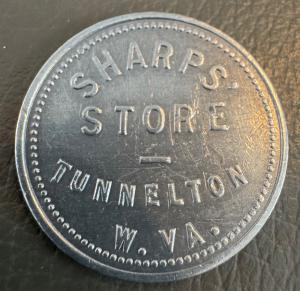 SHARPS'
STORE
—
TUNNELTON
W. VA.